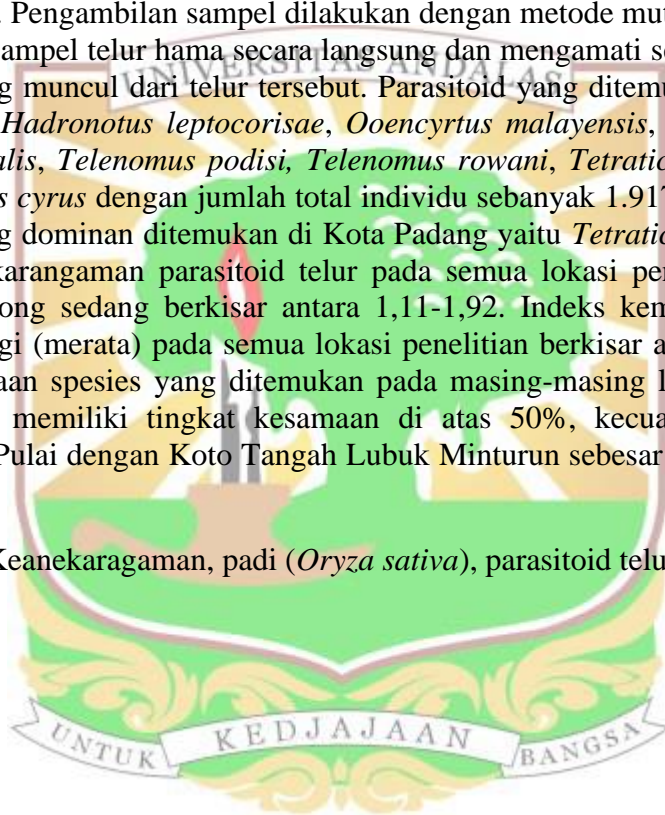 . Pengambilan sampel dilakukan dengan metode mut
ampel telur hama secara langsung dan mengamati s
g muncul dari telur tersebut. Parasitoid yang ditemu
UNIVERSITAS ANDALAS
Hadronotus leptocorisae, Ooencyrtus malayensis,
alis, Telenomus podisi, Telenomus rowani, Tetratic
s cyrus dengan jumlah total individu sebanyak 1.917
g dominan ditemukan di Kota Padang yaitu Tetratic
karangaman parasitoid telur pada semua lokasi per
ong sedang berkisar antara 1,11-1,92. Indeks kem
gi (merata) pada semua lokasi penelitian berkisar a
aan spesies yang ditemukan pada masing-masing l
memiliki tingkat kesamaan di atas 50%, kecua
Pulai dengan Koto Tangah Lubuk Minturun sebesar
Keanekaragaman, padi (Oryza sativa), parasitoid telu
UNTUK KEDJAJAAN BANGSA